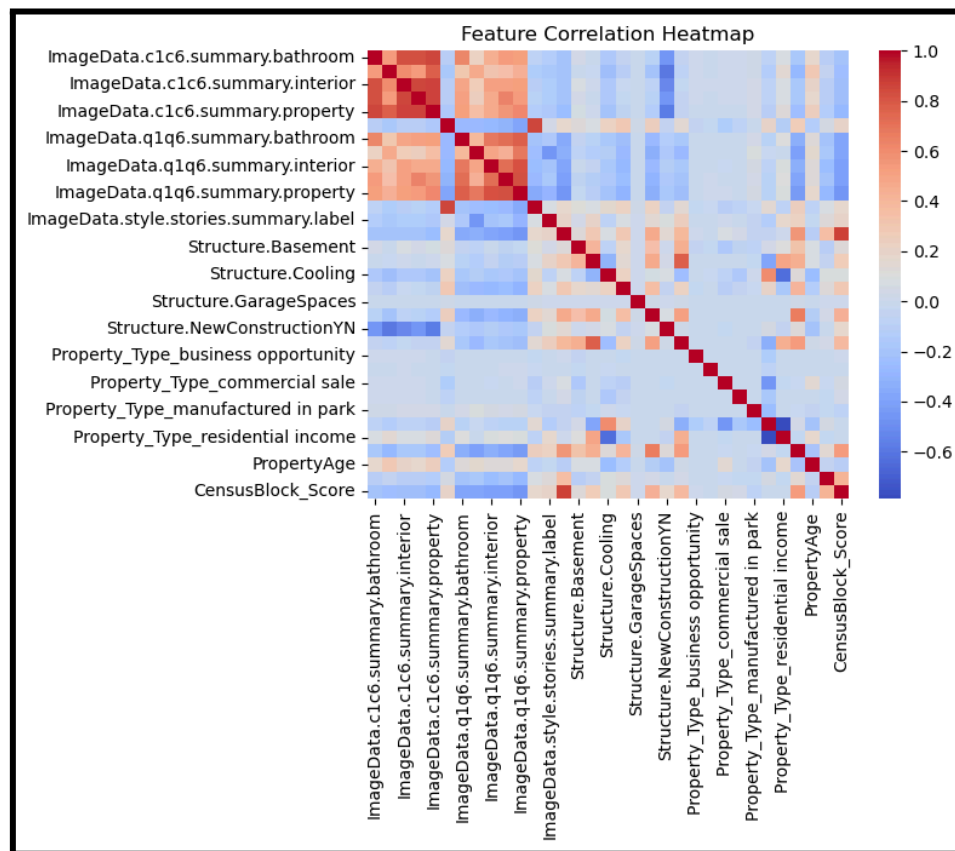 Feature Correlation Heatmap
ImageData.c1c6.summary.bathroom
ImageData.c1c6.summary.interior
ImageData.c1c6.summary.property
ImageData.q1q6.summary.bathroom
ImageData.q1q6.summary.interior
ImageData.q1q6.summary.property
ImageData.style.stories.summary.label
Structure.Basement
Structure.Cooling
Structure.GarageSpaces
Structure.NewConstructionYN
Property_Type_business opportunity
Property_Type_commercial sale
Property_Type_manufactured in park
Property_Type_residential income
PropertyAge
CensusBlock_Score
1.0
0.8
0.6
0.4
0.2
0.0
−0.2
−0.4
−0.6
ImageData.c1c6.summary.bathroom
ImageData.c1c6.summary.interior
ImageData.c1c6.summary.property
ImageData.q1q6.summary.bathroom
ImageData.q1q6.summary.interior
ImageData.q1q6.summary.property
ImageData.style.stories.summary.label
Structure.Basement
Structure.Cooling
Structure.GarageSpaces
Structure.NewConstructionYN
Property_Type_business opportunity
Property_Type_commercial sale
Property_Type_manufactured in park
Property_Type_residential income
PropertyAge
CensusBlock_Score